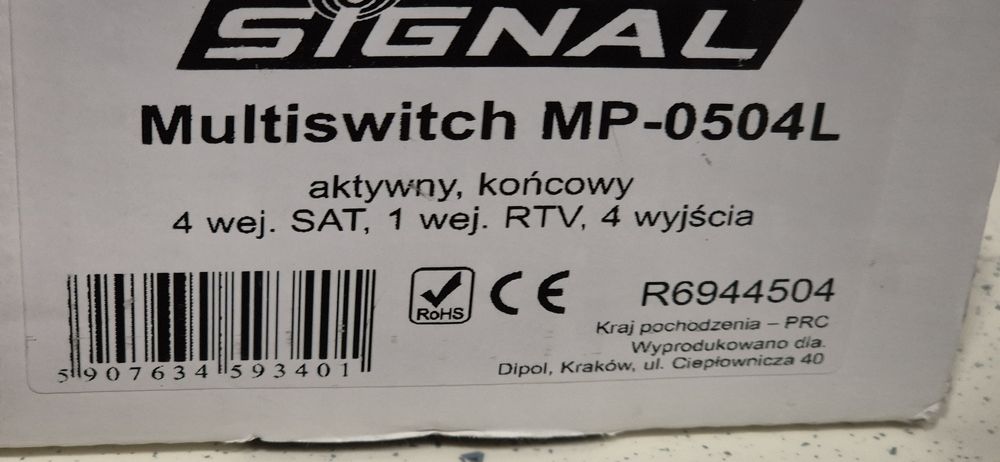 SIGNAL
Multiswitch MP-0504L
aktywny, końcowy
4 wej. SAT, 1 wej. RTV, 4 wyjścia
RoHS
CE
R6944504
Kraj pochodzenia – PRC
Wyprodukowano dla.
Dipol, Kraków, ul. Ciepłownicza 40
5 907634 593401